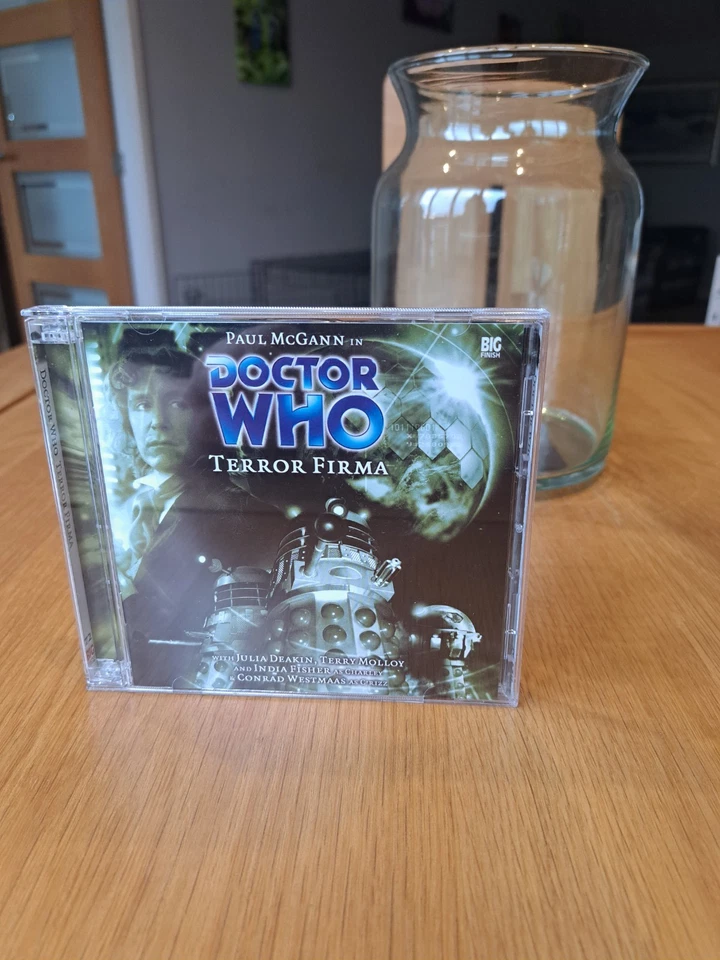 PAUL MCGANN IN
DOCTOR
WHO
TERROR FIRMA
BIG
FINISH
WITH JULIA DEAKIN, TERRY MOLLOY
AND INDIA FISHER AS CHARLEY
& CONRAD WESTMAAS AS C'RIZZ
DOCTOR WHO TERROR FIRMA